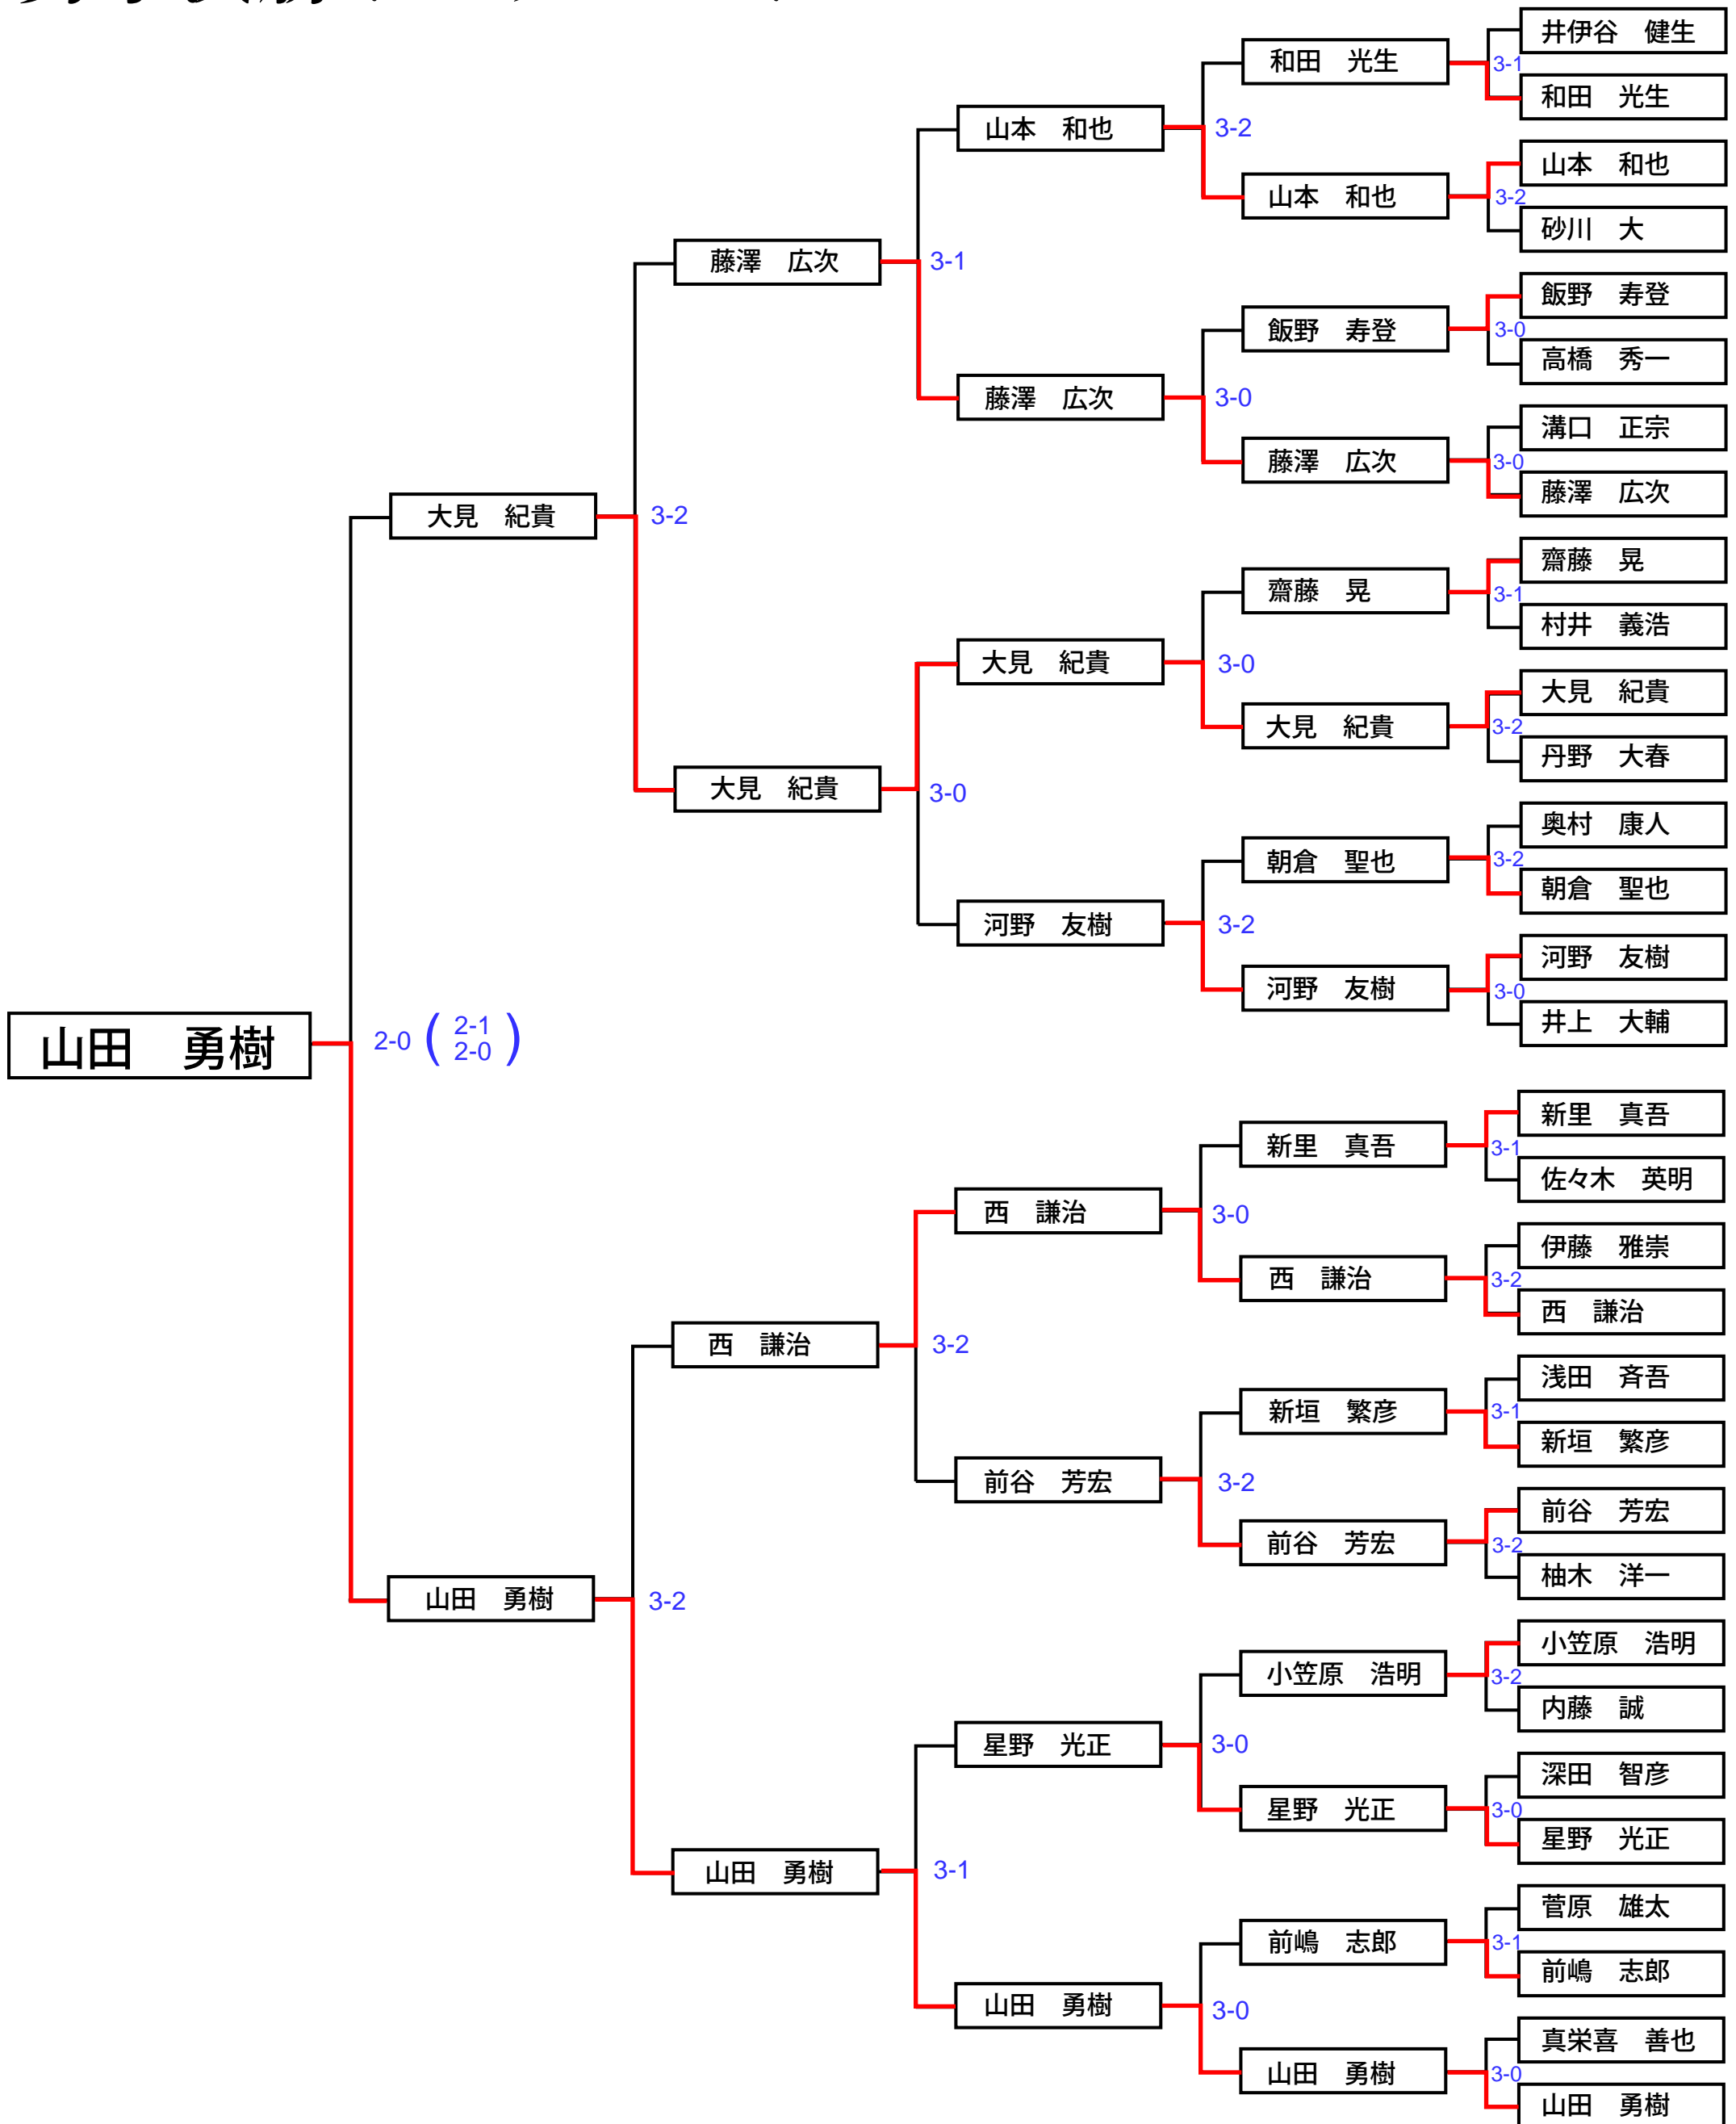 井伊谷　健生
和田　光生
3-1
和田　光生
山本　和也
3-2
山本　和也
3-2
山本　和也
砂川　大
藤澤　広次
3-1
飯野　寿登
飯野　寿登
3-0
高橋　秀一
藤澤　広次
3-0
溝口　正宗
藤澤　広次
3-0
藤澤　広次
大見　紀貴
3-2
齋藤　晃
齋藤　晃
3-1
村井　義浩
大見　紀貴
3-0
大見　紀貴
大見　紀貴
3-2
丹野　大春
大見　紀貴
3-0
奥村　康人
朝倉　聖也
3-2
朝倉　聖也
河野　友樹
3-2
河野　友樹
河野　友樹
3-0
井上　大輔
山田　勇樹
2-0 ( 2-1
2-0 )
新里　真吾
新里　真吾
3-1
佐々木　英明
西　謙治
3-0
伊藤　雅崇
西　謙治
3-2
西　謙治
西　謙治
3-2
浅田　斉吾
新垣　繁彦
3-1
新垣　繁彦
前谷　芳宏
3-2
前谷　芳宏
前谷　芳宏
3-2
柚木　洋一
山田　勇樹
3-2
小笠原　浩明
小笠原　浩明
3-2
内藤　誠
星野　光正
3-0
深田　智彦
星野　光正
3-0
星野　光正
山田　勇樹
3-1
菅原　雄太
前嶋　志郎
3-1
前嶋　志郎
山田　勇樹
3-0
真栄喜　善也
山田　勇樹
3-0
山田　勇樹